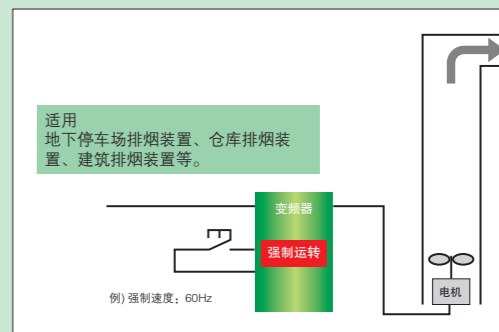 适用
地下停车场排烟装置、仓库排烟装
置、建筑排烟装置等。
变频器
强制运转
例) 强制速度；60Hz
电机